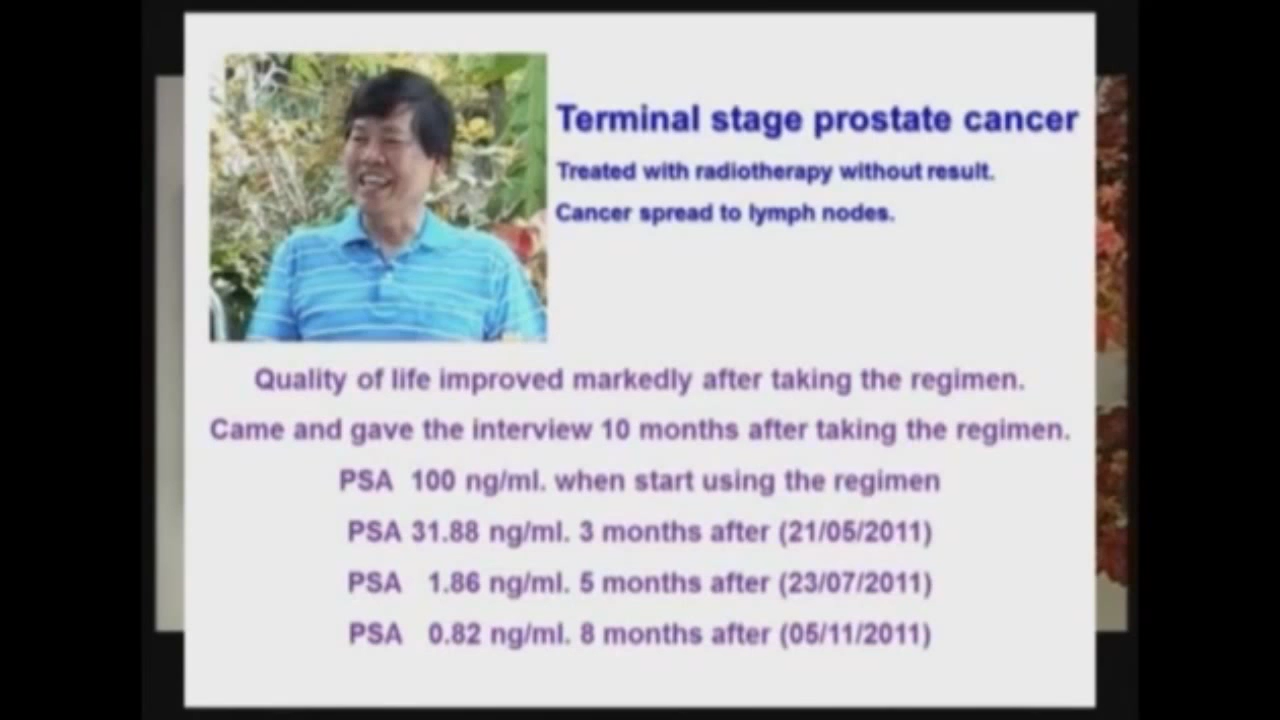 Terminal stage prostate cancer
Treated with radiotherapy without result.
Cancer spread to lymph nodes.
Quality of life improved markedly after taking the regimen.
Came and gave the interview 10 months after taking the regimen.
PSA 100 ng/ml. when start using the regimen
PSA 31.88 ng/ml. 3 months after (21/05/2011)
PSA 1.86 ng/ml. 5 months after (23/07/2011)
PSA 0.82 ng/ml. 8 months after (05/11/2011)